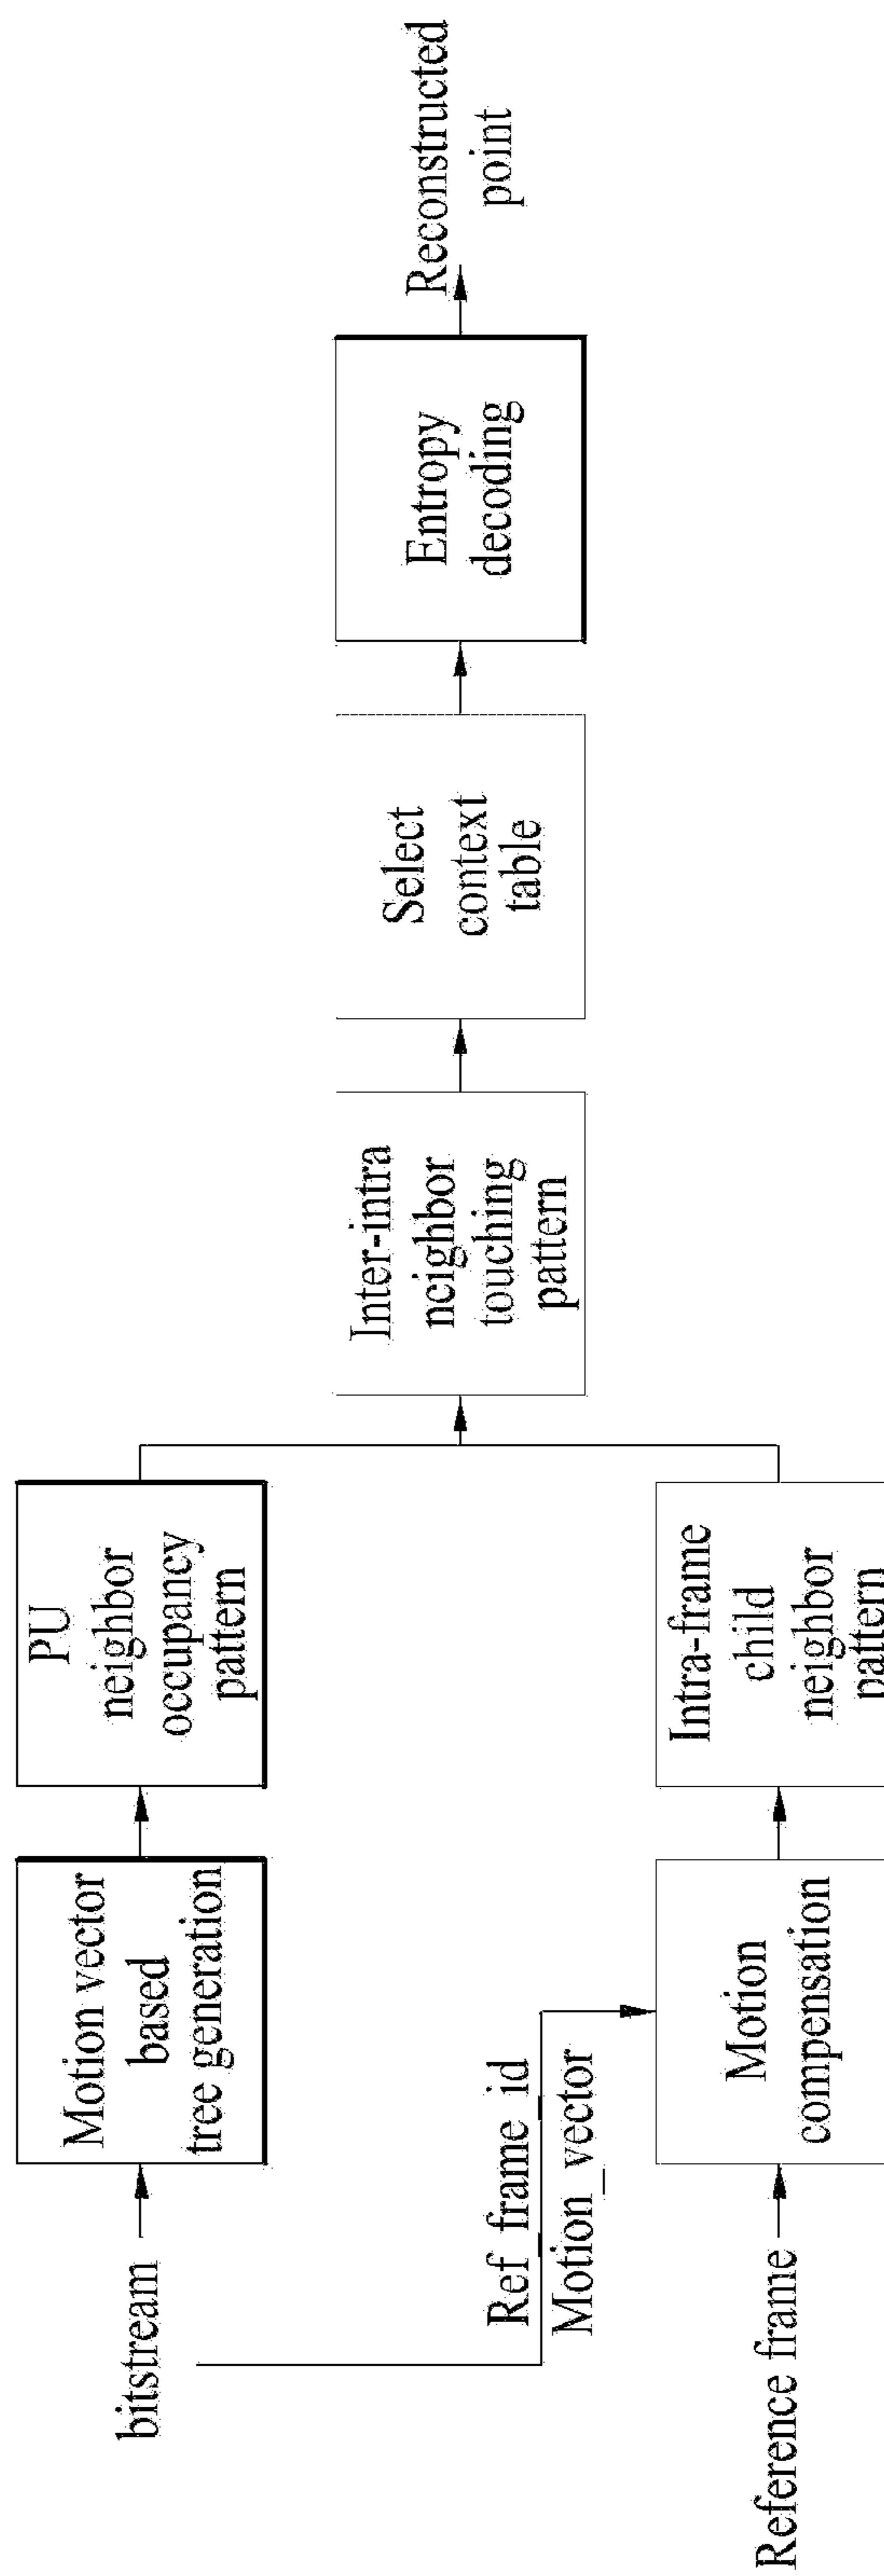 bitstream
Motion vector
based
tree generation
PU
neighbor
occupancy
pattern
Ref_frame_id
Motion_vector
Reference frame
Motion
compensation
Intra-frame
child
neighbor
pattern
Inter-intra
neighbor
touching
pattern
Select
context
table
Entropy
decoding
Reconstructed
point